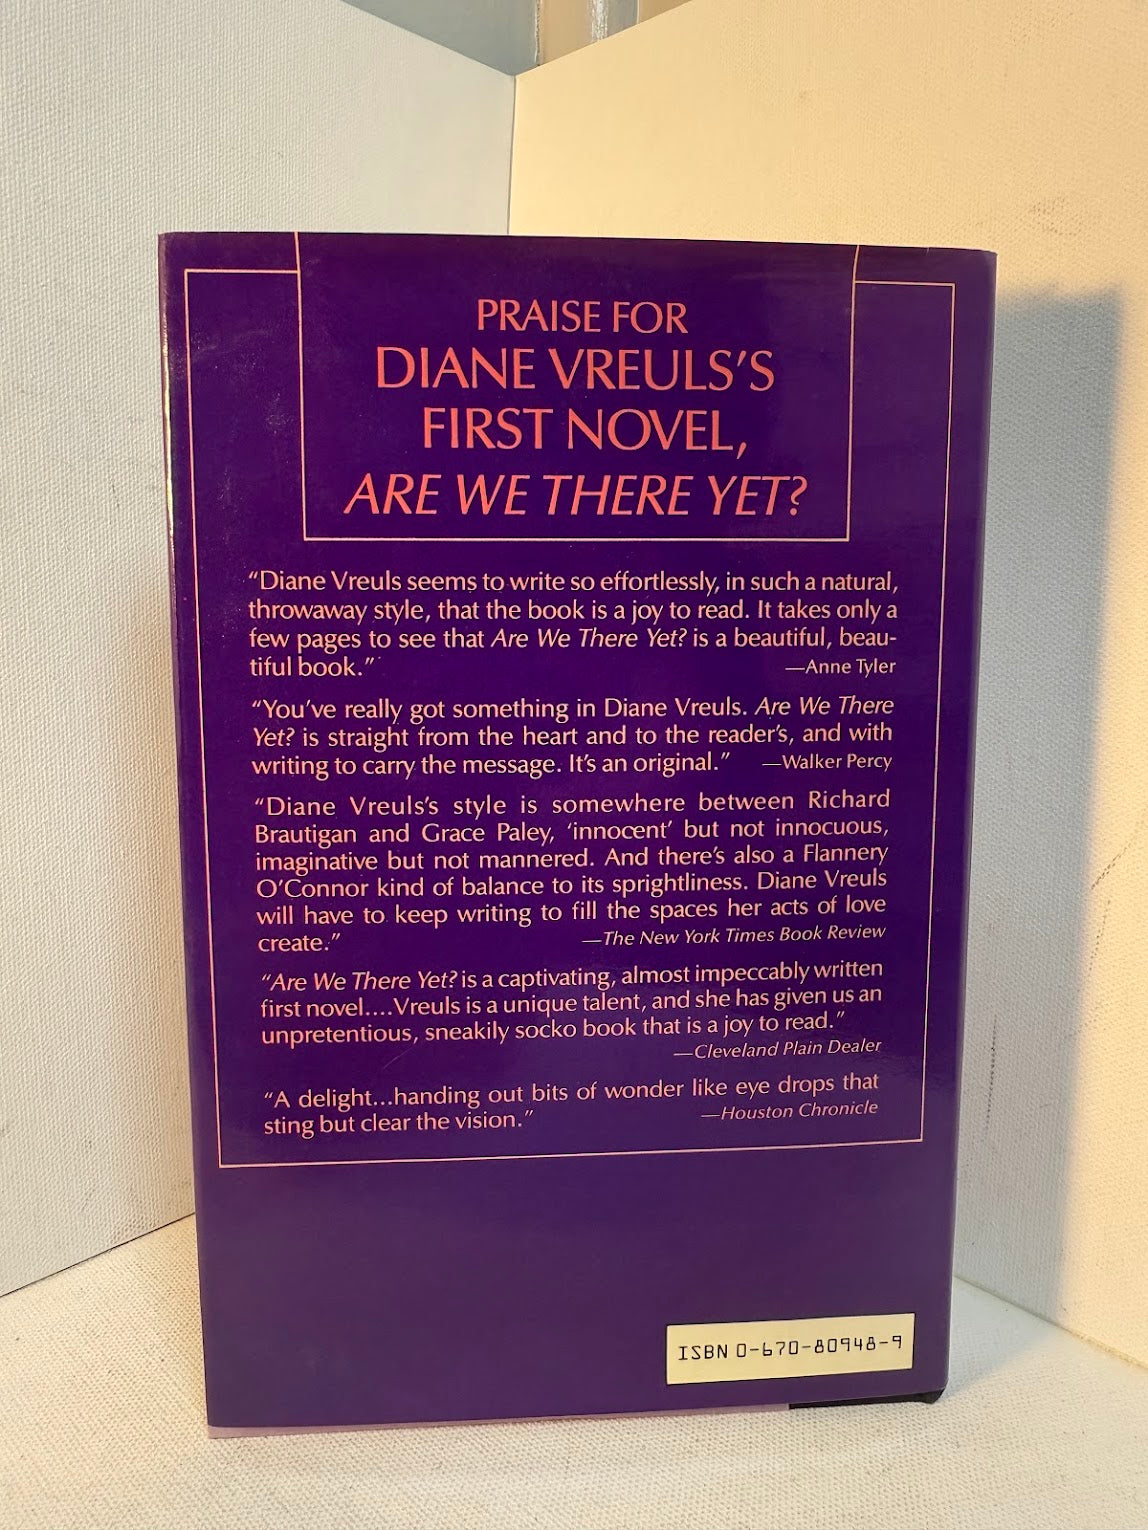 PRAISE FOR
DIANE VREULS'S
FIRST NOVEL,
ARE WE THERE YET?
“Diane Vreuls seems to write so effortlessly, in such a natural,
throwaway style, that the book is a joy to read. It takes only a
few pages to see that Are We There Yet? is a beautiful, beau-
tiful book.” —Anne Tyler
“You've really got something in Diane Vreuls. Are We There
Yet? is straight from the heart and to the reader's, and with
writing to carry the message. It's an original.” —Walker Percy
“Diane Vreuls's style is somewhere between Richard
Brautigan and Grace Paley, ‘innocent’ but not innocuous,
imaginative but not mannered. And there's also a Flannery
O'Connor kind of balance to its sprightliness. Diane Vreuls
will have to keep writing to fill the spaces her acts of love
create.” —The New York Times Book Review
“Are We There Yet? is a captivating, almost impeccably written
first novel....Vreuls is a unique talent, and she has given us an
unpretentious, sneakily socko book that is a joy to read.”
—Cleveland Plain Dealer
“A delight...handing out bits of wonder like eye drops that
sting but clear the vision.” —Houston Chronicle
ISBN 0-670-80948-9